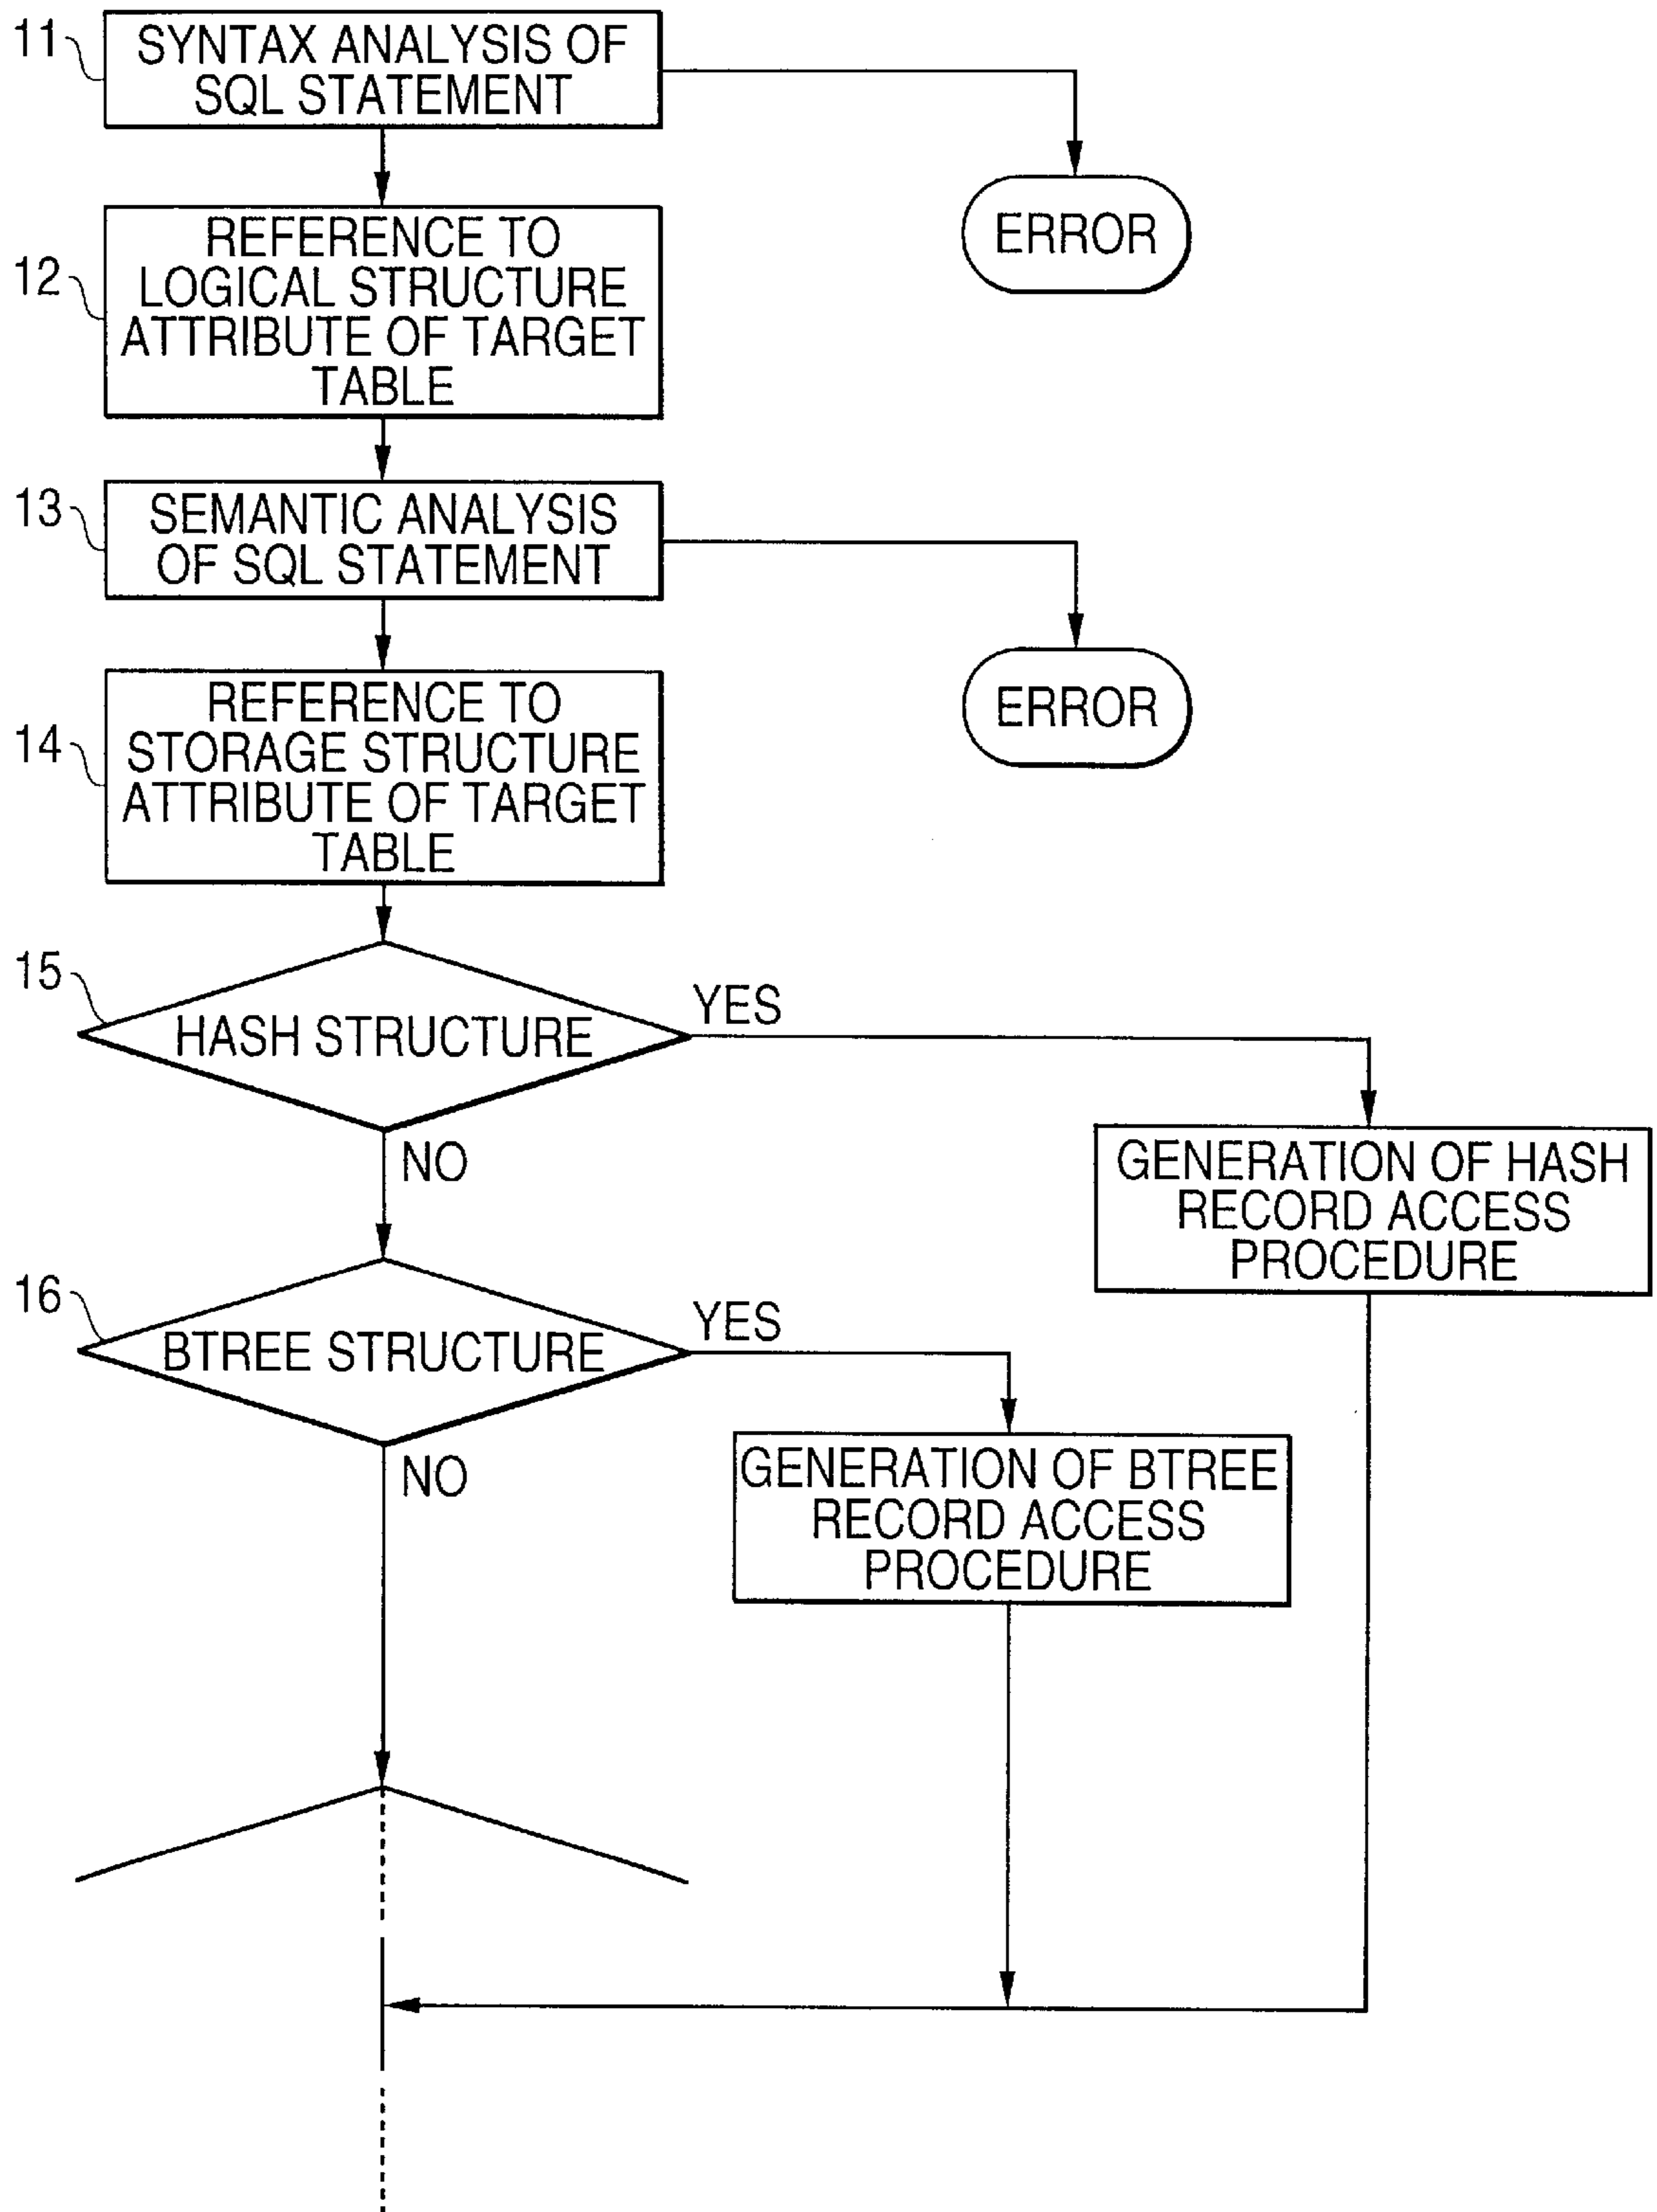 11
SYNTAX ANALYSIS OF
SQL STATEMENT
ERROR
12
REFERENCE TO
LOGICAL STRUCTURE
ATTRIBUTE OF TARGET
TABLE
13
SEMANTIC ANALYSIS
OF SQL STATEMENT
ERROR
14
REFERENCE TO
STORAGE STRUCTURE
ATTRIBUTE OF TARGET
TABLE
15
HASH STRUCTURE
YES
NO
GENERATION OF HASH
RECORD ACCESS
PROCEDURE
16
BTREE STRUCTURE
YES
NO
GENERATION OF BTREE
RECORD ACCESS
PROCEDURE